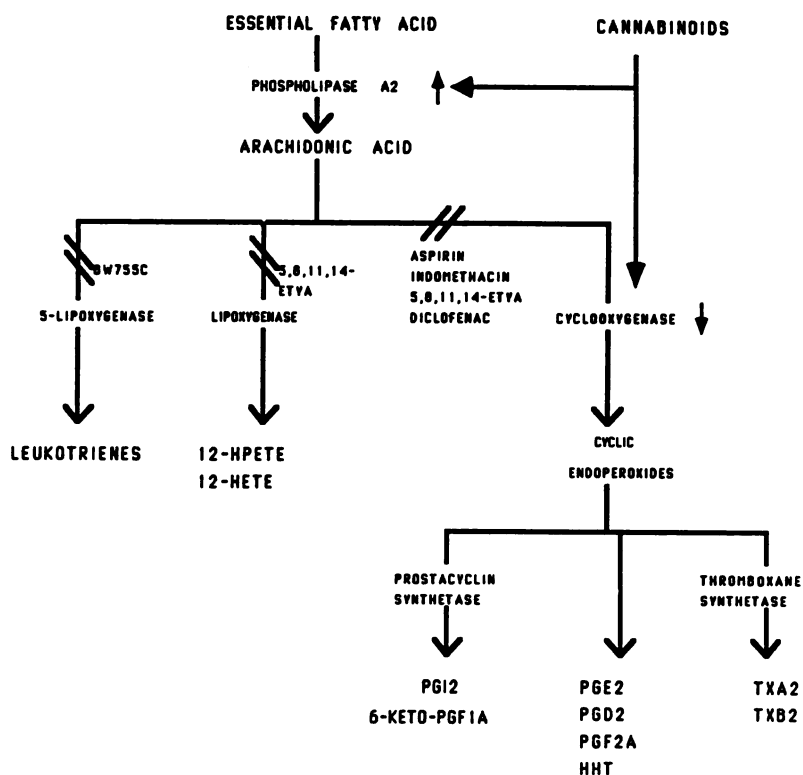 ESSENTIAL FATTY ACID
CANNABINOIDS
PHOSPHOLIPASE A2
ARACHIDONIC ACID
BW755C
5,8,11,14-
ETYA
ASPIRIN
INDOMETHACIN
5,8,11,14-ETYA
DICLOFENAC
5-LIPOXYGENASE
LIPOXYGENASE
CYCLOOXYGENASE
LEUKOTRIENES
12-HPETE
12-HETE
CYCLIC
ENDOPEROXIDES
PROSTACYCLIN
SYNTHETASE
THROMBOXANE
SYNTHETASE
PGI2
6-KETO-PGF1A
PGE2
PGD2
PGF2A
HHT
TXA2
TXB2